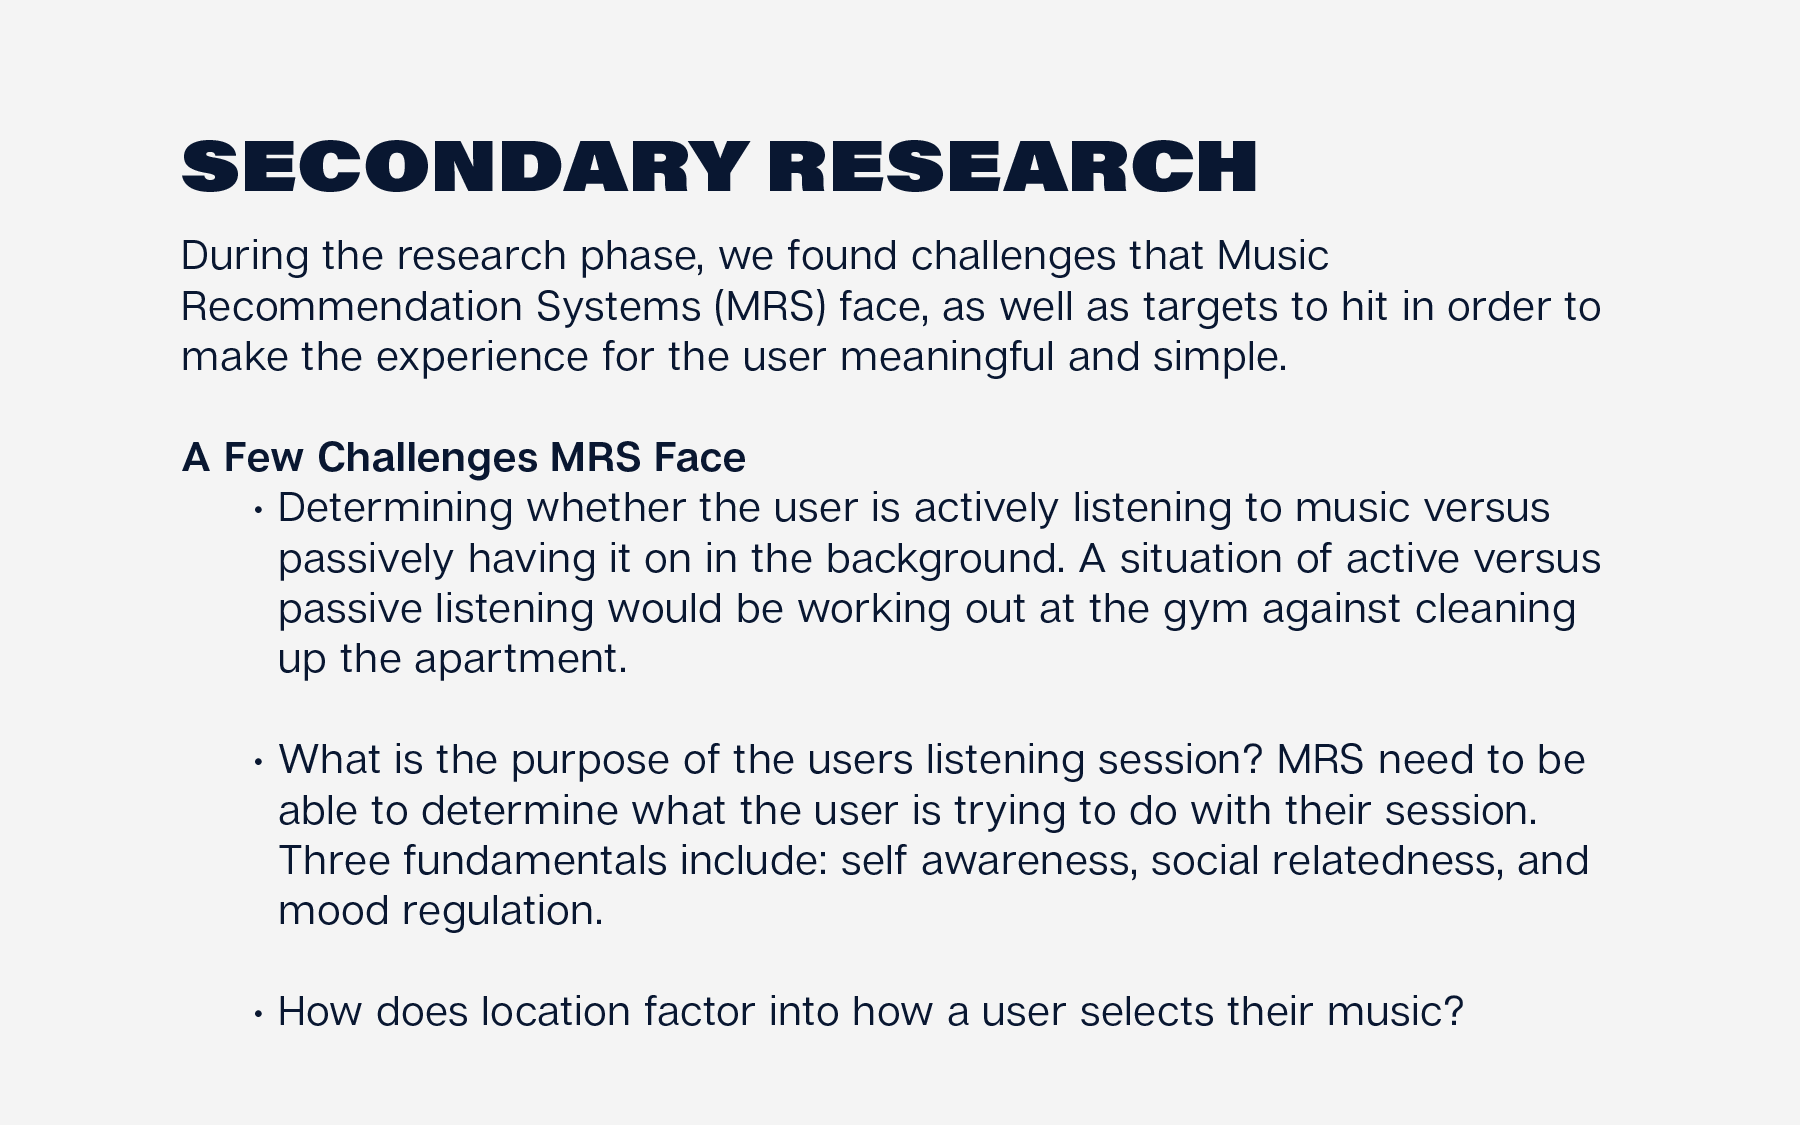 SECONDARY RESEARCH
During the research phase, we found challenges that Music
Recommendation Systems (MRS) face, as well as targets to hit in order to
make the experience for the user meaningful and simple.
A Few Challenges MRS Face
• Determining whether the user is actively listening to music versus
passively having it on in the background. A situation of active versus
passive listening would be working out at the gym against cleaning
up the apartment.
• What is the purpose of the users listening session? MRS need to be
able to determine what the user is trying to do with their session.
Three fundamentals include: self awareness, social relatedness, and
mood regulation.
• How does location factor into how a user selects their music?